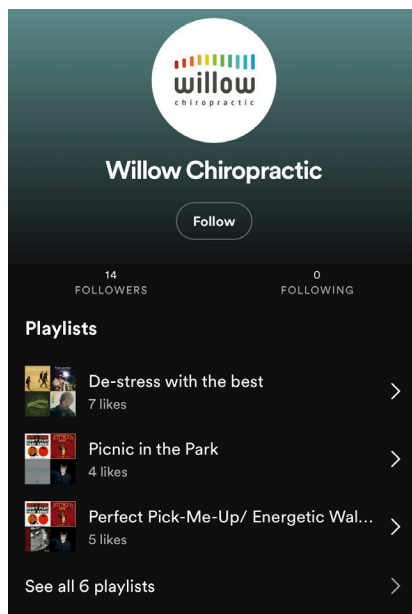 willow
chiropractic
Willow Chiropractic
Follow
14
FOLLOWERS
0
FOLLOWING
Playlists
De-stress with the best
7 likes
Picnic in the Park
4 likes
Perfect Pick-Me-Up/ Energetic Wal...
5 likes
See all 6 playlists